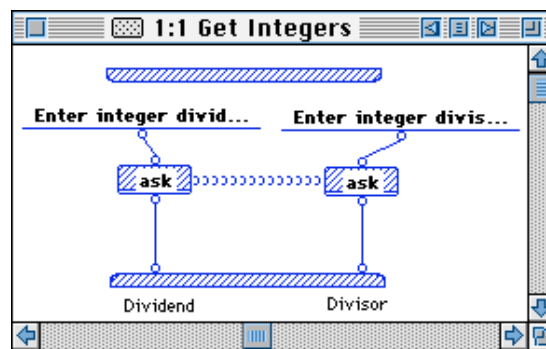 1:1 Get Integers
Enter integer divid... Enter integer divis...
ask ask
Dividend Divisor